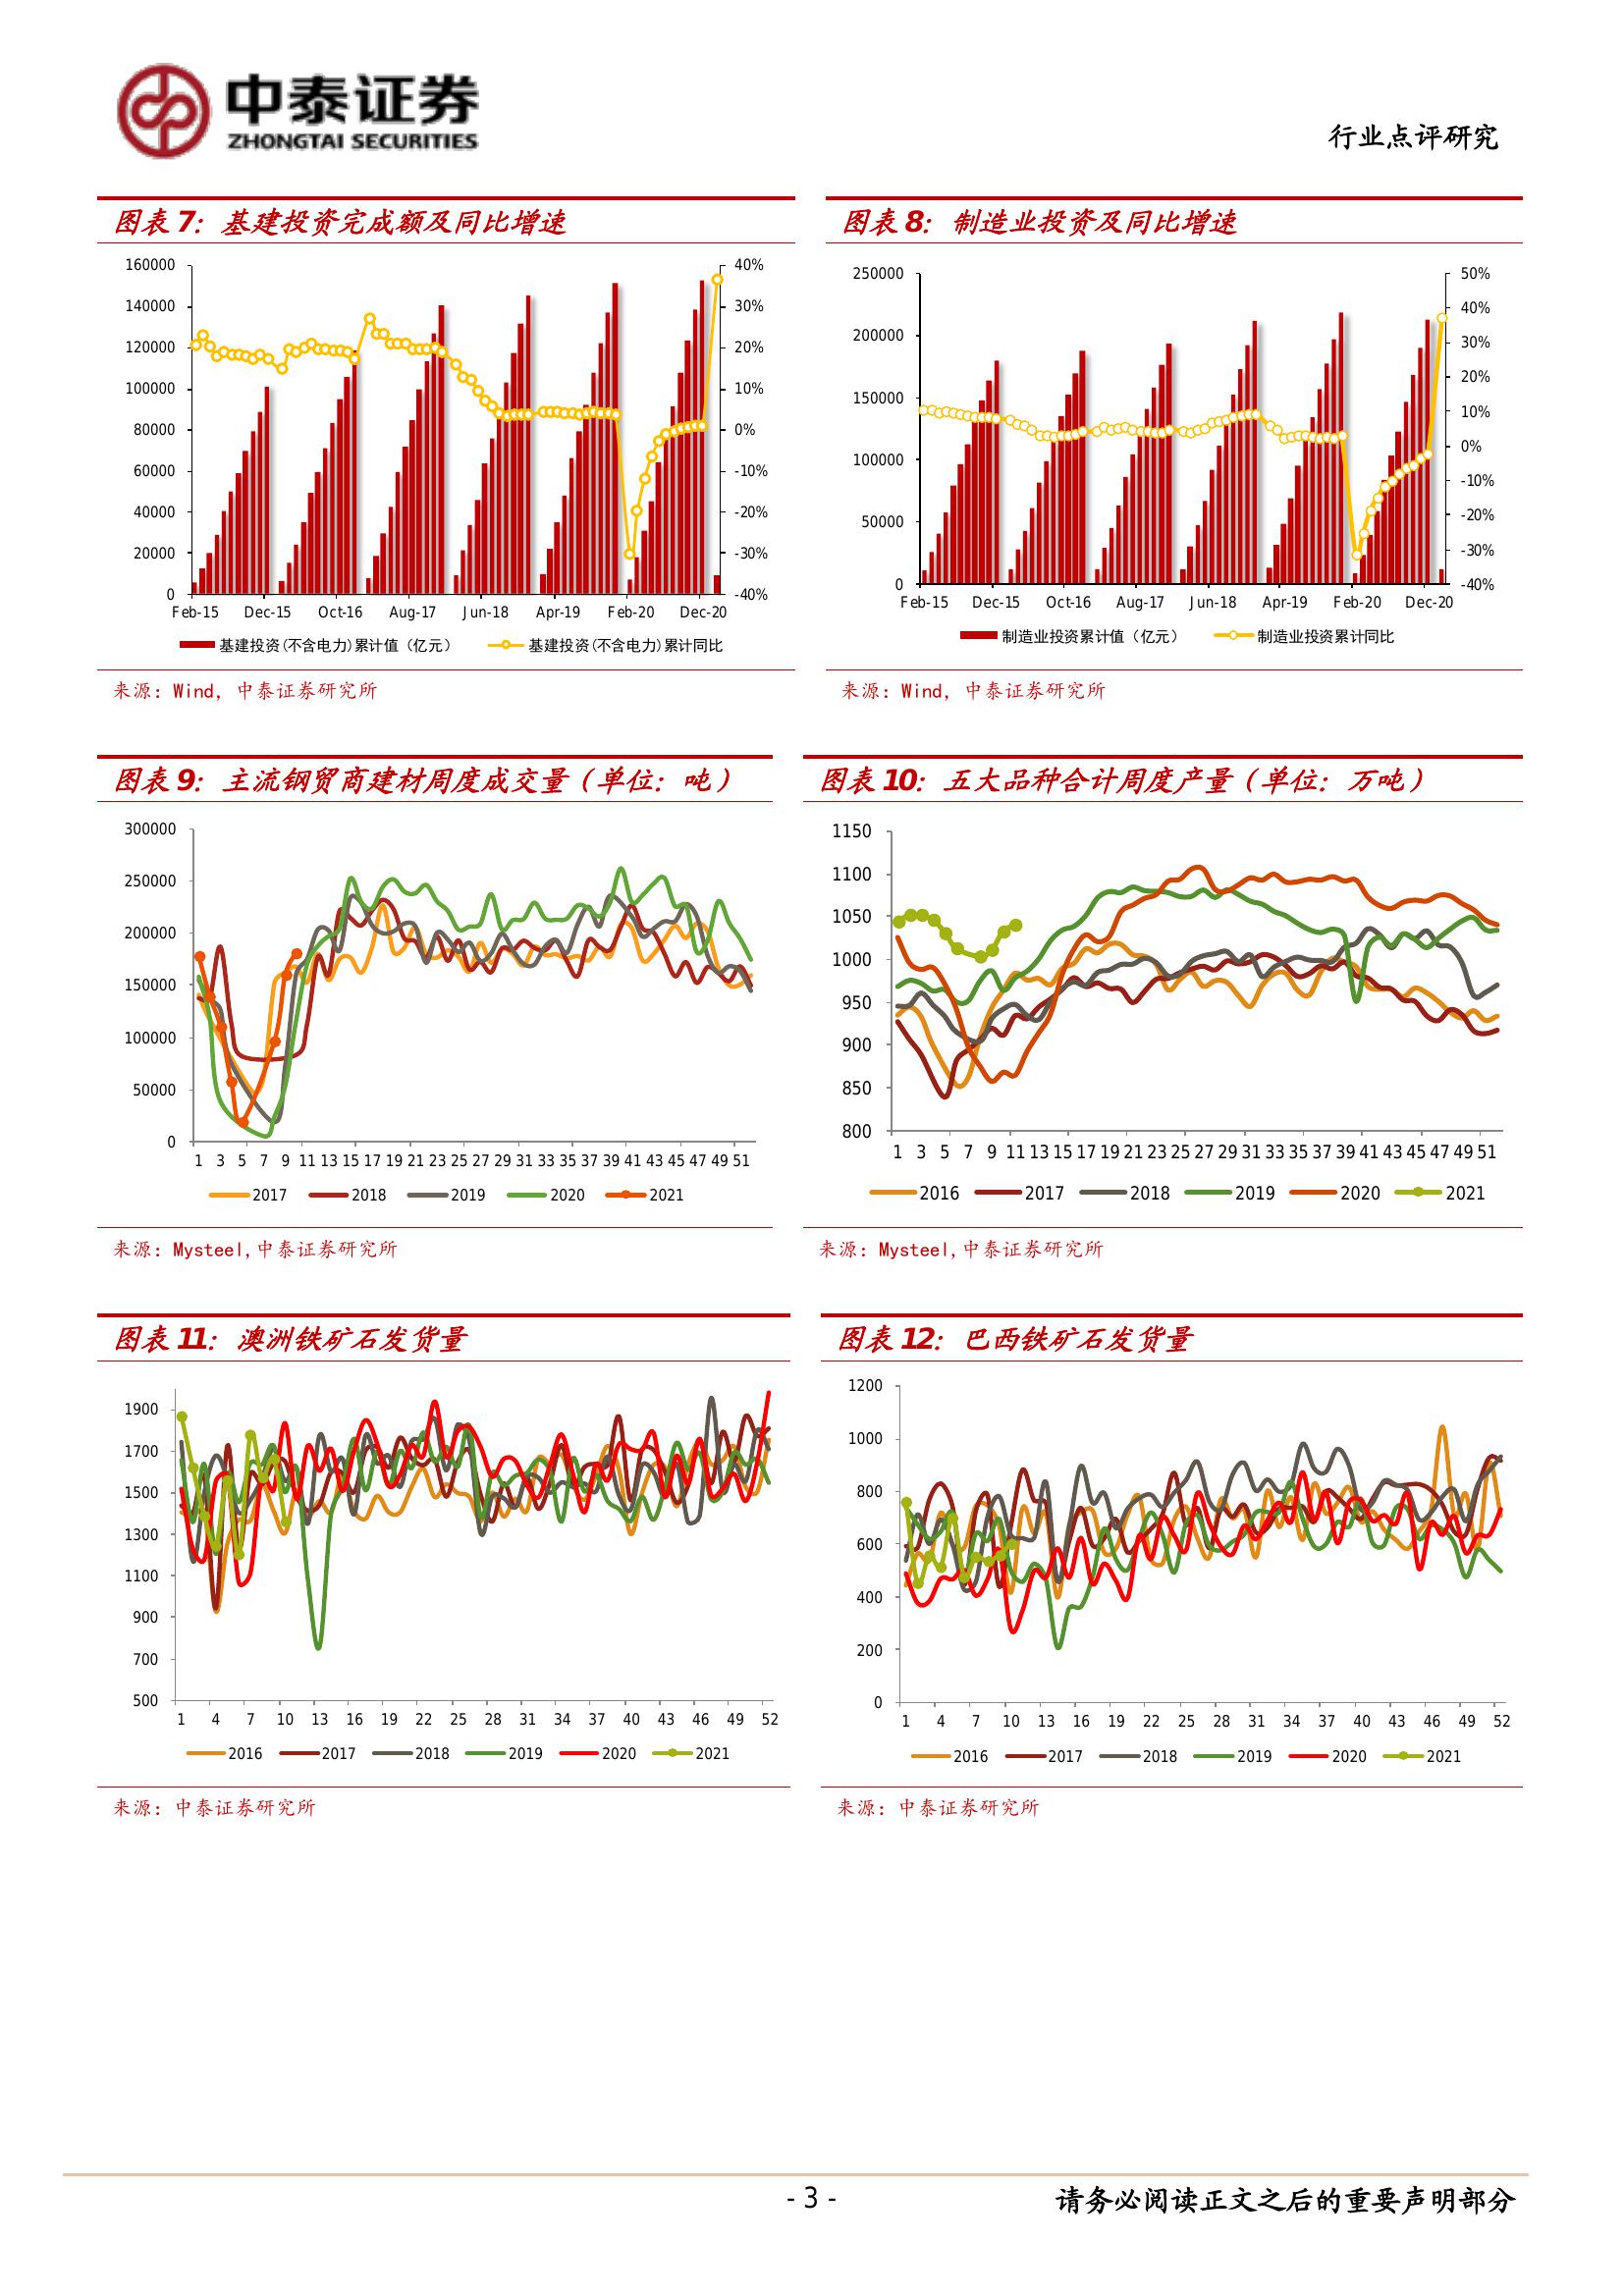 中泰证券
ZHONGTAI SECURITIES
行业点评研究
图表7：基建投资完成额及同比增速
160000
140000
120000
100000
80000
60000
40000
20000
0
40%
30%
20%
10%
0%
-10%
-20%
-30%
-40%
Feb-15 Dec-15 Oct-16 Aug-17 Jun-18 Apr-19 Feb-20 Dec-20
基建投资(不含电力)累计值（亿元） 基建投资(不含电力)累计同比
来源：Wind, 中泰证券研究所
图表8：制造业投资及同比增速
250000
200000
150000
100000
50000
0
50%
40%
30%
20%
10%
0%
-10%
-20%
-30%
-40%
Feb-15 Dec-15 Oct-16 Aug-17 Jun-18 Apr-19 Feb-20 Dec-20
制造业投资累计值（亿元） 制造业投资累计同比
来源：Wind, 中泰证券研究所
图表9：主流钢贸商建材周度成交量（单位：吨）
300000
250000
200000
150000
100000
50000
0
1 3 5 7 9 11 13 15 17 19 21 23 25 27 29 31 33 35 37 39 41 43 45 47 49 51
2017 2018 2019 2020 2021
来源：Mysteel,中泰证券研究所
图表10：五大品种合计周度产量（单位：万吨）
1150
1100
1050
1000
950
900
850
800
1 3 5 7 9 11 13 15 17 19 21 23 25 27 29 31 33 35 37 39 41 43 45 47 49 51
2016 2017 2018 2019 2020 2021
来源：Mysteel,中泰证券研究所
图表11：澳洲铁矿石发货量
1900
1700
1500
1300
1100
900
700
500
1 4 7 10 13 16 19 22 25 28 31 34 37 40 43 46 49 52
2016 2017 2018 2019 2020 2021
来源：中泰证券研究所
图表12：巴西铁矿石发货量
1200
1000
800
600
400
200
0
1 4 7 10 13 16 19 22 25 28 31 34 37 40 43 46 49 52
2016 2017 2018 2019 2020 2021
来源：中泰证券研究所
- 3 -
请务必阅读正文之后的重要声明部分